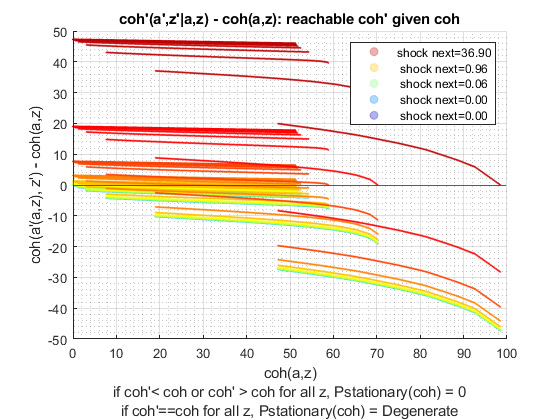 coh'(a',z'|a,z) - coh(a,z): reachable coh' given coh
50
40
30
20
10
0
-10
-20
-30
-40
-50
coh(a'(a,z), z') - coh(a,z)
shock next=36.90
shock next=0.96
shock next=0.06
shock next=0.00
shock next=0.00
0 10 20 30 40 50 60 70 80 90 100
coh(a,z)
if coh'< coh or coh' > coh for all z, Pstationary(coh) = 0
if coh'==coh for all z, Pstationary(coh) = Degenerate